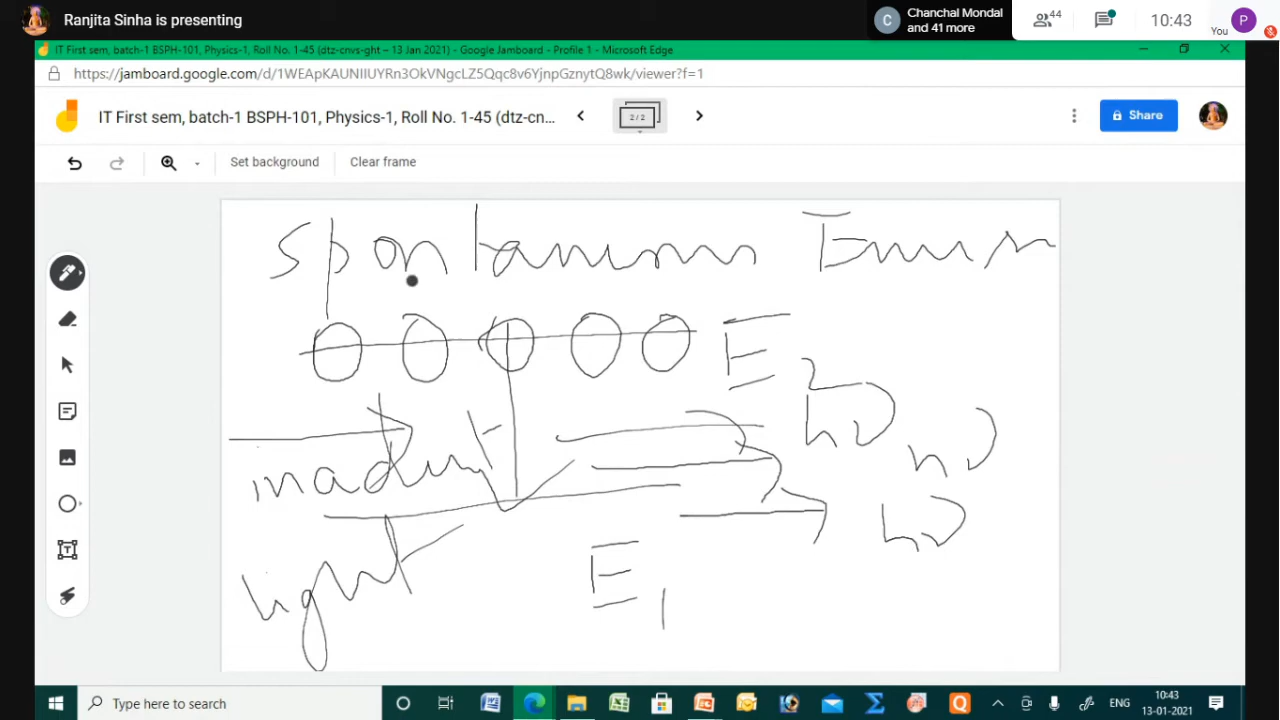 Ranjita Sinha is presenting
C
Chanchal Mondal
and 41 more
44
10:43
You
P
IT First sem, batch-1 BSPH-101, Physics-1, Roll No. 1-45 (dtz-cnvs-ght – 13 Jan 2021) - Google Jamboard - Profile 1 - Microsoft Edge
https://jamboard.google.com/d/1WEApKAUNIIUYRn3OkVNgcLZ5Qqc8v6YjnpGznytQ8wk/viewer?f=1
IT First sem, batch-1 BSPH-101, Physics-1, Roll No. 1-45 (dtz-cn...
2 / 2
Share
Set background
Clear frame
E2
hν
hν
light
hν
E1
Type here to search
ENG
10:43
13-01-2021